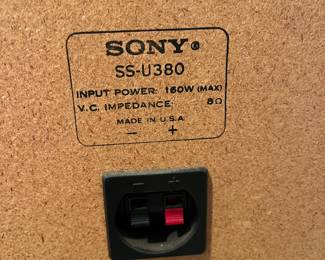 SONY®
SS-U380
INPUT POWER: 160W (MAX)
V.C. IMPEDANCE: 8Ω
MADE IN U.S.A
− +
− +